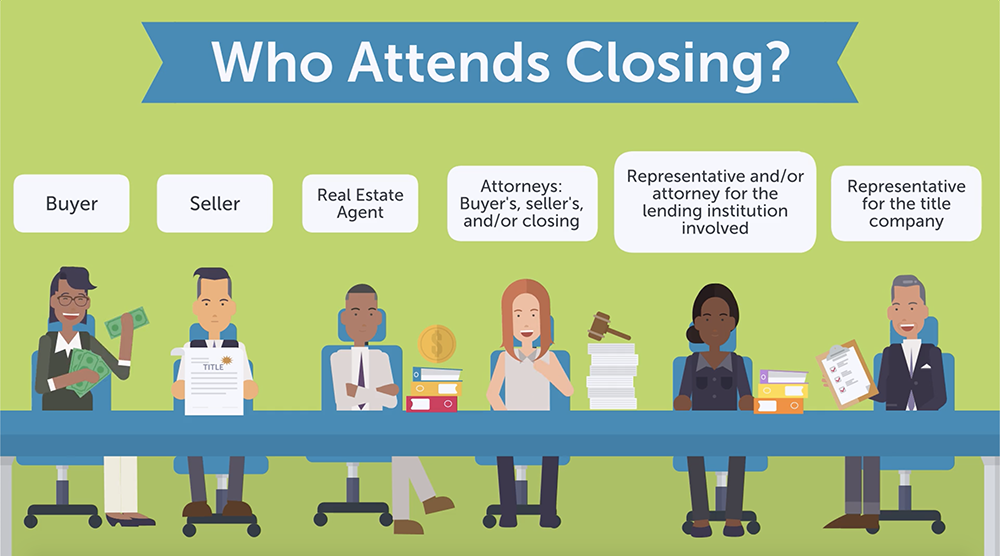 Who Attends Closing?
Buyer
Seller
Real Estate
Agent
Attorneys:
Buyer's, seller's,
and/or closing
Representative and/or
attorney for the
lending institution
involved
Representative
for the title
company
TITLE
$